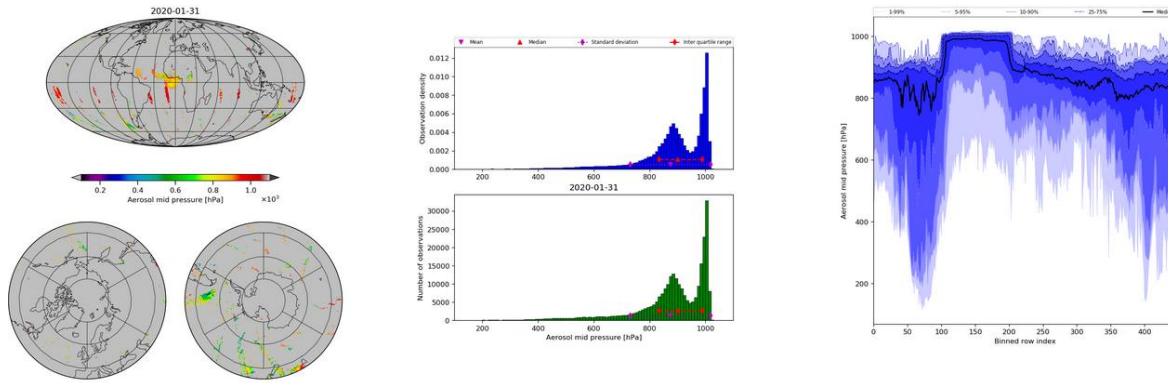 2020-01-31
0.2 0.4 0.6 0.8 1.0
×10³
Aerosol mid pressure [hPa]
Mean Median Standard deviation Inter quartile range
0.012
0.010
0.008
0.006
0.004
0.002
0.000
Observation density
200 400 600 800 1000
2020-01-31
30000
25000
20000
15000
10000
5000
0
Number of observations
200 400 600 800 1000
Aerosol mid pressure [hPa]
1-99% 5-95% 10-90% 25-75%
1000
800
600
400
200
Aerosol mid pressure [hPa]
0 50 100 150 200 250 300 350 400
Binned row index